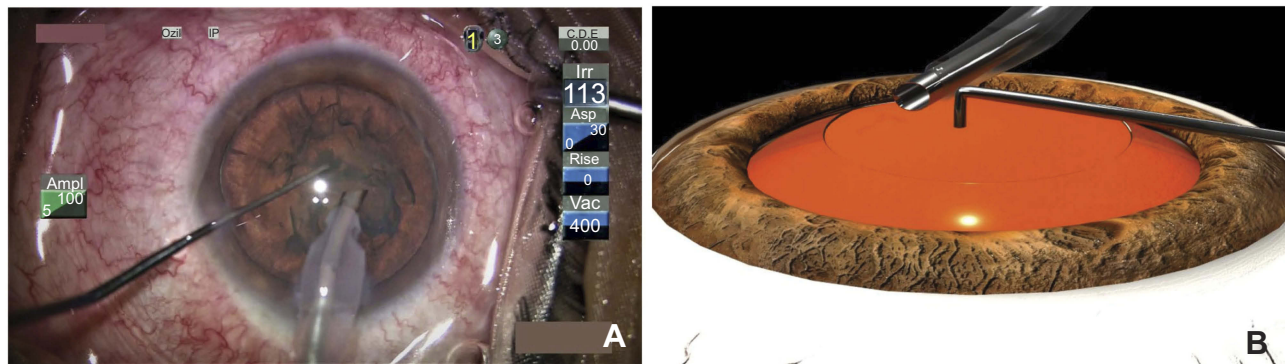 Ozil IP
1 3
C.D.E
0.00
Irr
113
Asp
30
0
Rise
0
Vac
400
Ampl
100
5
A
B